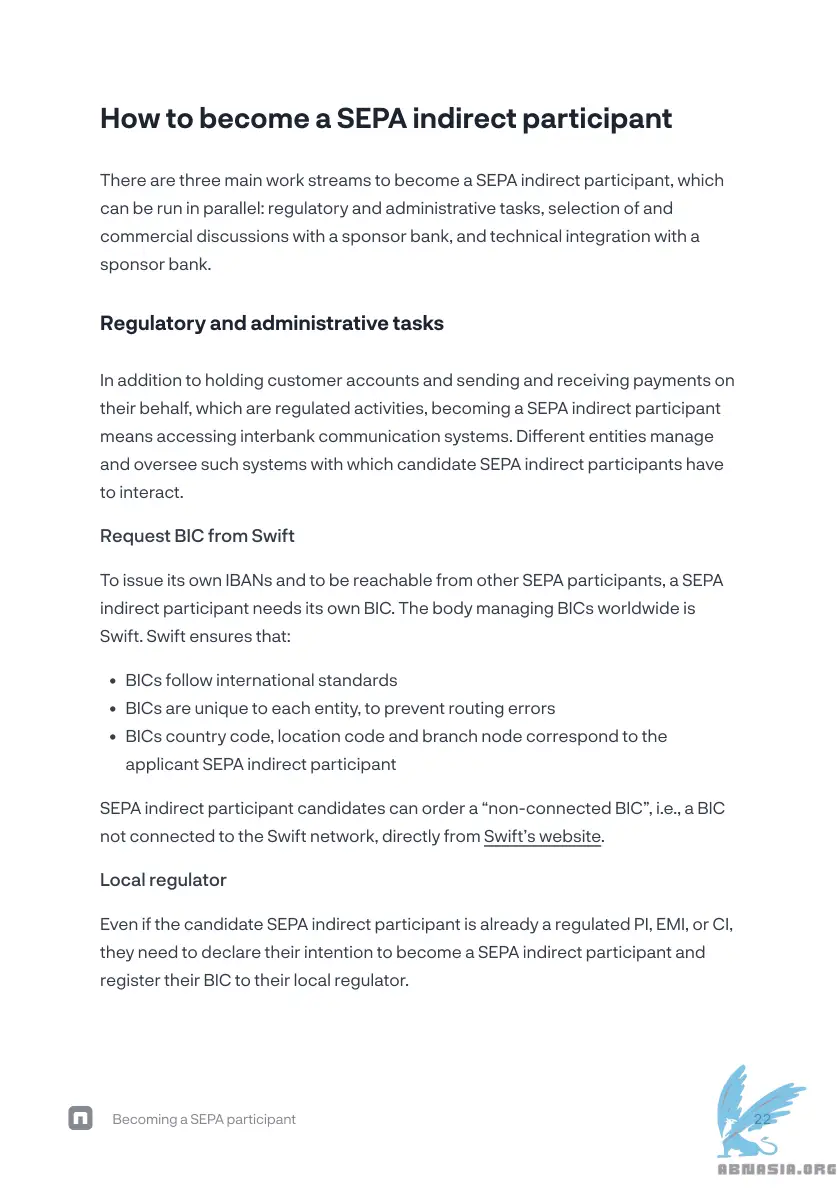 How to become a SEPA indirect participant
There are three main work streams to become a SEPA indirect participant, which
can be run in parallel: regulatory and administrative tasks, selection of and
commercial discussions with a sponsor bank, and technical integration with a
sponsor bank.
Regulatory and administrative tasks
In addition to holding customer accounts and sending and receiving payments on
their behalf, which are regulated activities, becoming a SEPA indirect participant
means accessing interbank communication systems. Different entities manage
and oversee such systems with which candidate SEPA indirect participants have
to interact.
Request BIC from Swift
To issue its own IBANs and to be reachable from other SEPA participants, a SEPA
indirect participant needs its own BIC. The body managing BICs worldwide is
Swift. Swift ensures that:
• BICs follow international standards
• BICs are unique to each entity, to prevent routing errors
• BICs country code, location code and branch node correspond to the
applicant SEPA indirect participant
SEPA indirect participant candidates can order a “non-connected BIC”, i.e., a BIC
not connected to the Swift network, directly from Swift’s website.
Local regulator
Even if the candidate SEPA indirect participant is already a regulated PI, EMI, or CI,
they need to declare their intention to become a SEPA indirect participant and
register their BIC to their local regulator.
Becoming a SEPA participant
22
ABNASIA.ORG